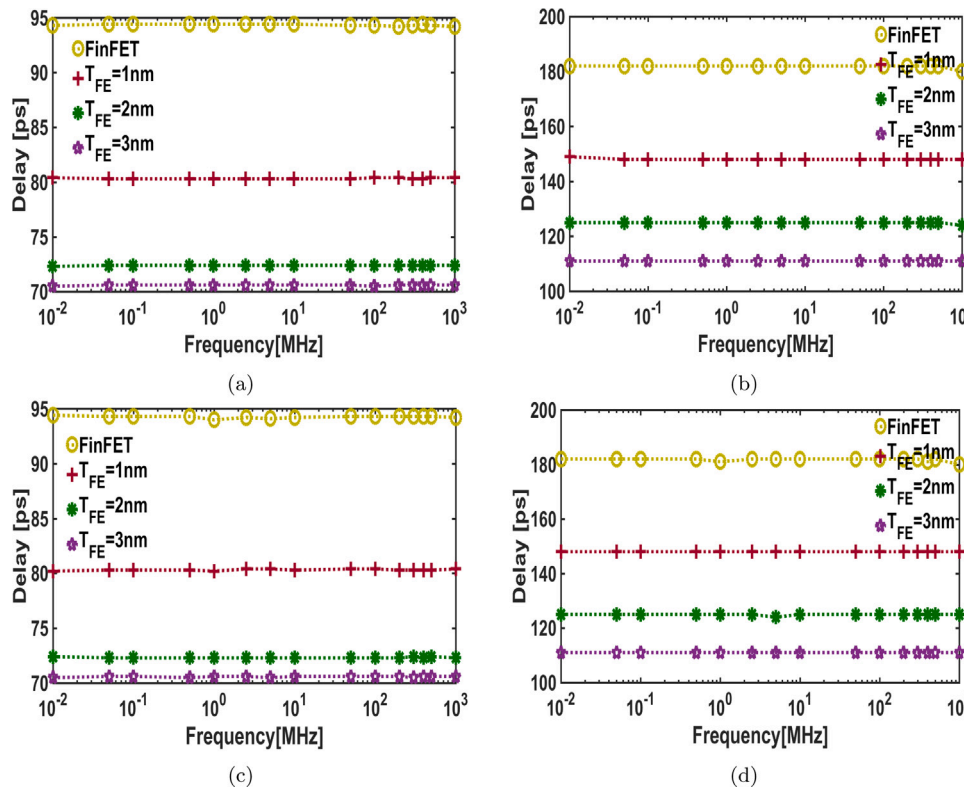 95
90
85
80
75
70
Delay [ps]
FinFET
T_FE=1nm
T_FE=2nm
T_FE=3nm
10^-2 10^-1 10^0 10^1 10^2 10^3
Frequency[MHz]
(a)
200
180
160
140
120
100
Delay [ps]
FinFET
T_FE=1nm
T_FE=2nm
T_FE=3nm
10^-2 10^-1 10^0 10^1 10^2 10
Frequency[MHz]
(b)
95
90
85
80
75
70
Delay [ps]
FinFET
T_FE=1nm
T_FE=2nm
T_FE=3nm
10^-2 10^-1 10^0 10^1 10^2 10^3
Frequency[MHz]
(c)
200
180
160
140
120
100
Delay [ps]
FinFET
T_FE=1nm
T_FE=2nm
T_FE=3nm
10^-2 10^-1 10^0 10^1 10^2 10^3
Frequency[MHz]
(d)